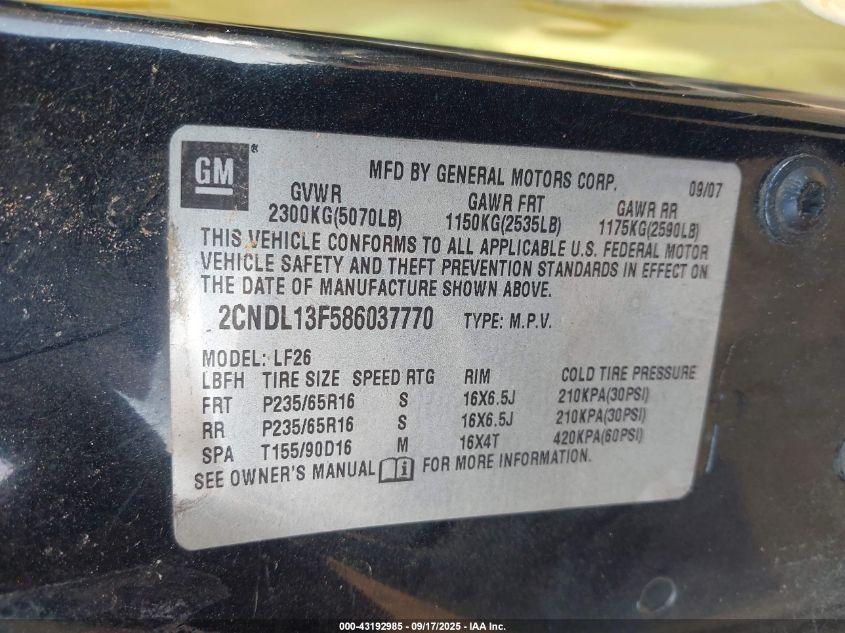 GM®
MFD BY GENERAL MOTORS CORP. 09/07
GVWR GAWR FRT GAWR RR
2300KG(5070LB) 1150KG(2535LB) 1175KG(2590LB)
THIS VEHICLE CONFORMS TO ALL APPLICABLE U.S. FEDERAL MOTOR
VEHICLE SAFETY AND THEFT PREVENTION STANDARDS IN EFFECT ON
THE DATE OF MANUFACTURE SHOWN ABOVE.
2CNDL13F586037770 TYPE: M.P.V.
MODEL: LF26
LBFH TIRE SIZE SPEED RTG RIM COLD TIRE PRESSURE
FRT P235/65R16 S 16X6.5J 210KPA(30PSI)
RR P235/65R16 S 16X6.5J 210KPA(30PSI)
SPA T155/90D16 M 16X4T 420KPA(60PSI)
SEE OWNER'S MANUAL i FOR MORE INFORMATION.
000-43192985 - 09/17/2025 - IAA Inc.